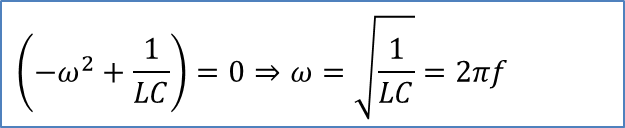 (−ω² + 1/LC) = 0 ⇒ ω = √(1/LC) = 2πf